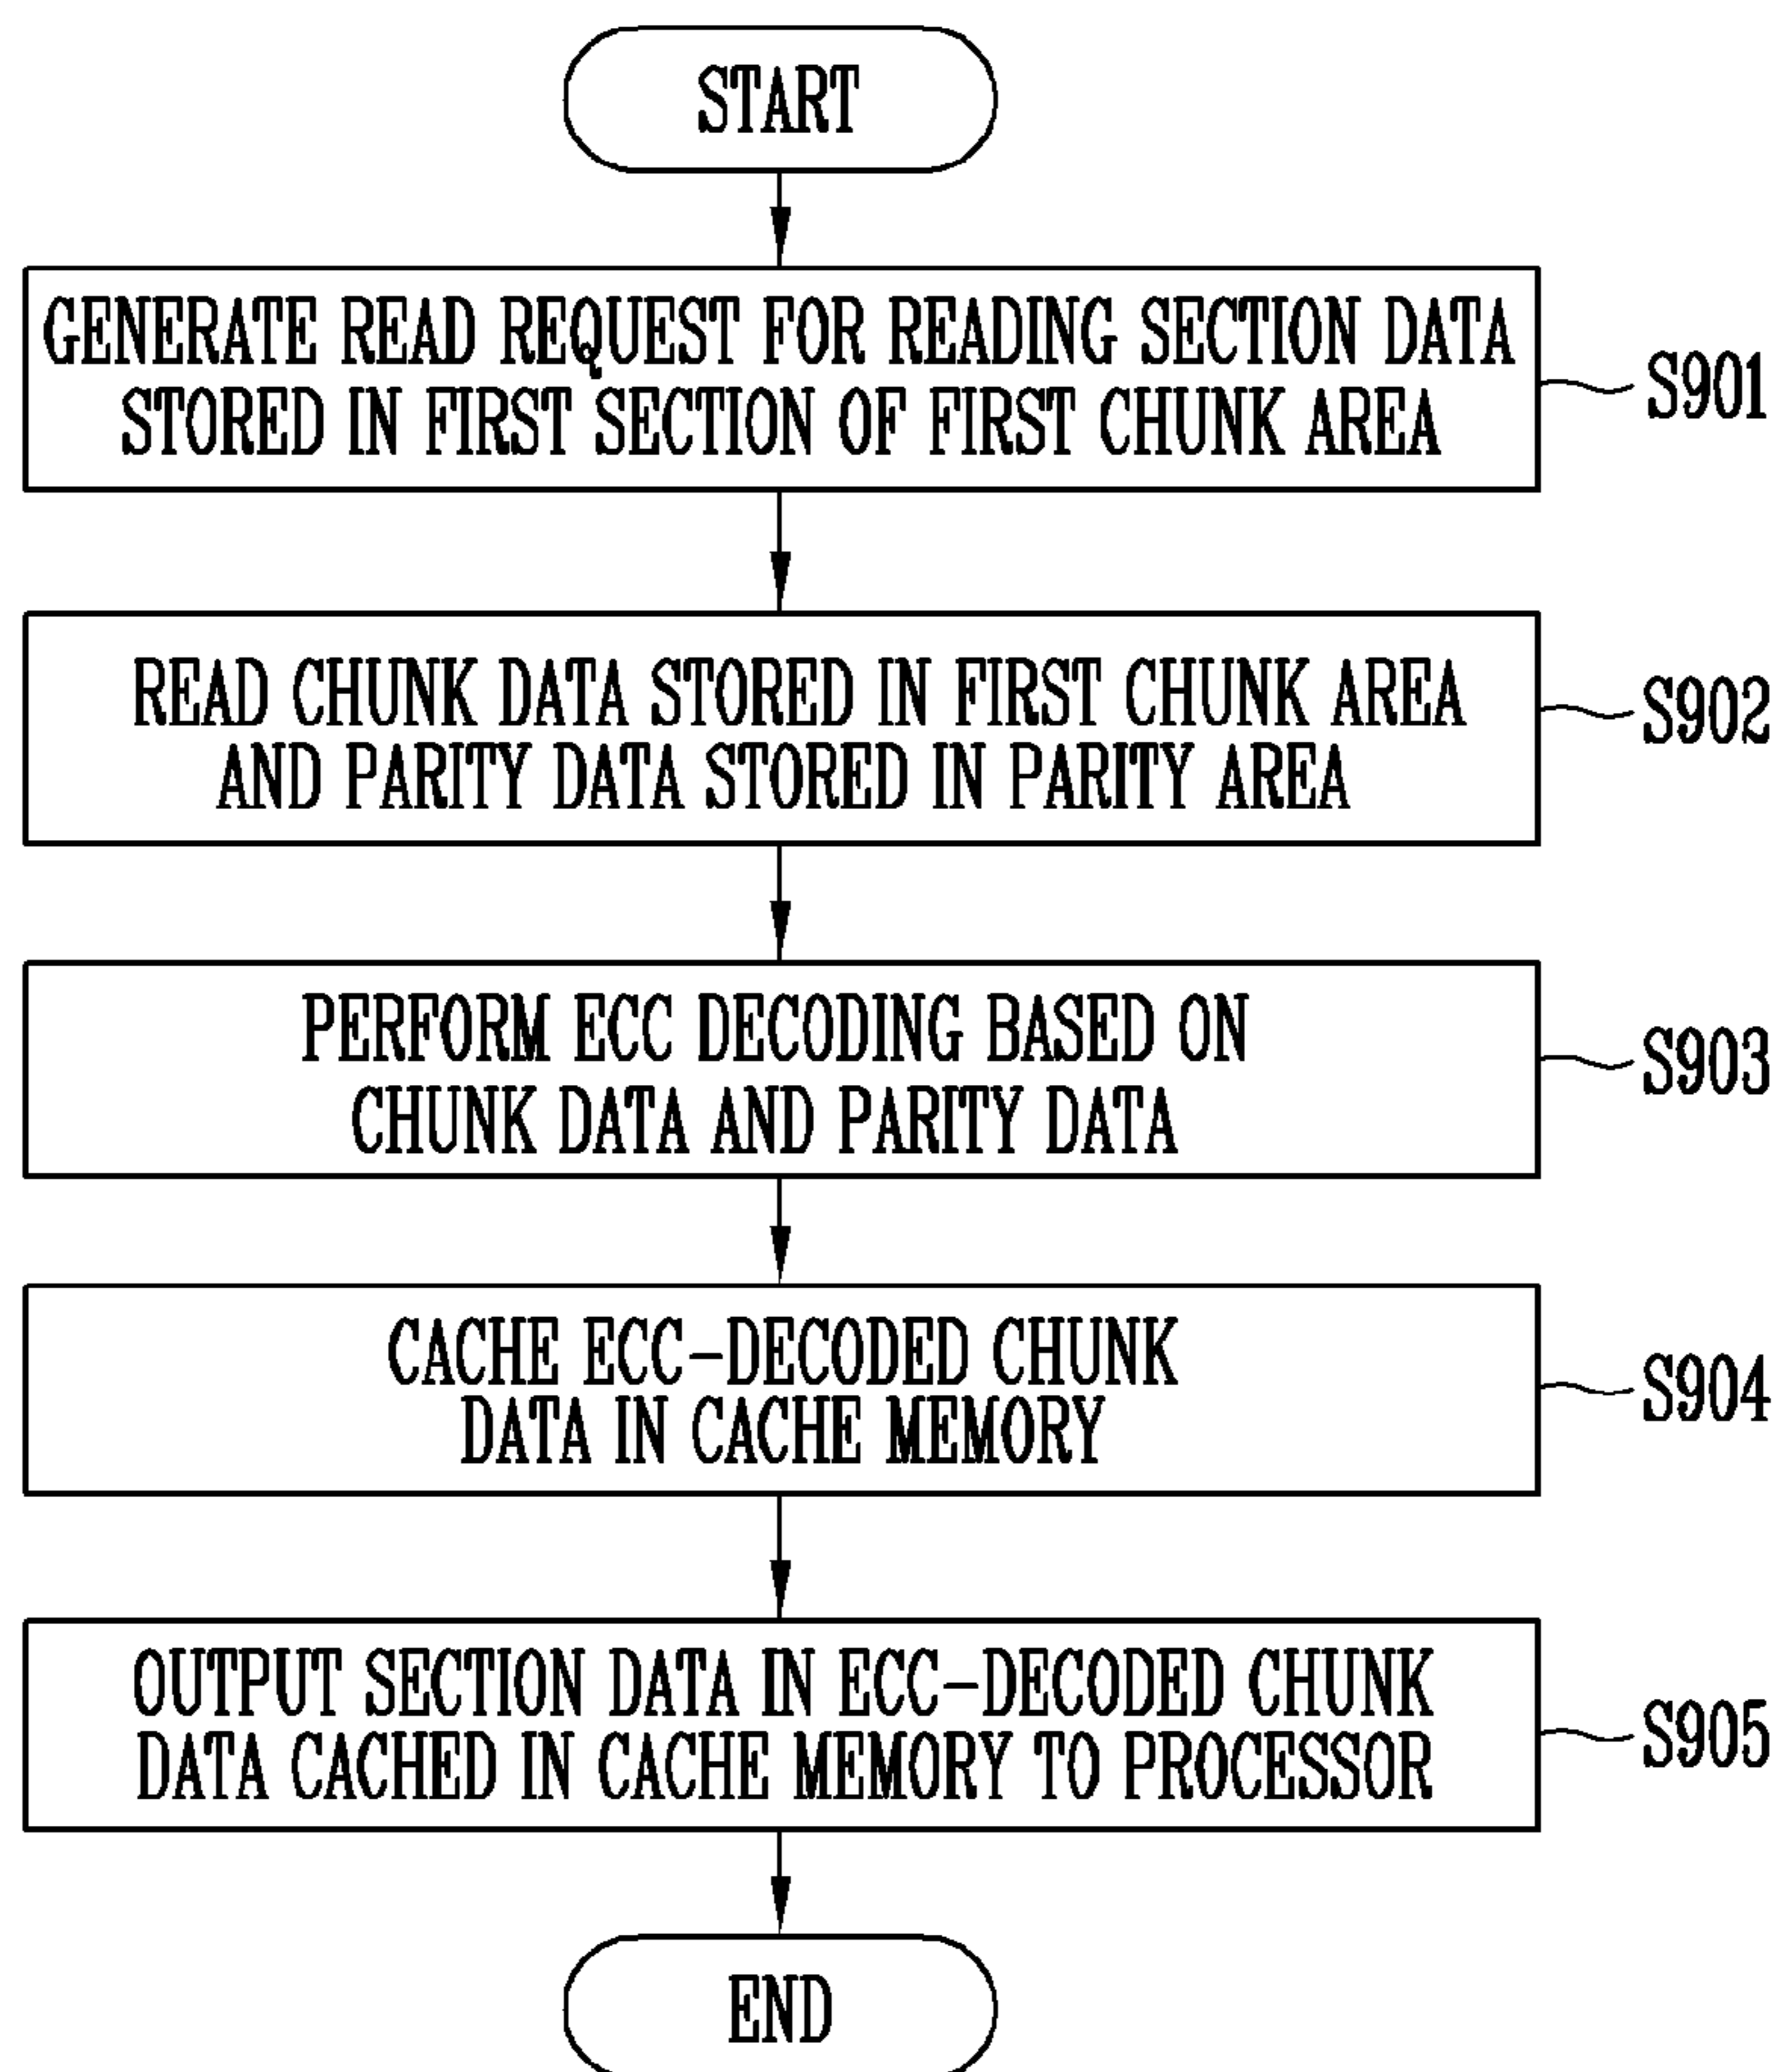 START
GENERATE READ REQUEST FOR READING SECTION DATA
STORED IN FIRST SECTION OF FIRST CHUNK AREA
S901
READ CHUNK DATA STORED IN FIRST CHUNK AREA
AND PARITY DATA STORED IN PARITY AREA
S902
PERFORM ECC DECODING BASED ON
CHUNK DATA AND PARITY DATA
S903
CACHE ECC-DECODED CHUNK
DATA IN CACHE MEMORY
S904
OUTPUT SECTION DATA IN ECC-DECODED CHUNK
DATA CACHED IN CACHE MEMORY TO PROCESSOR
S905
END